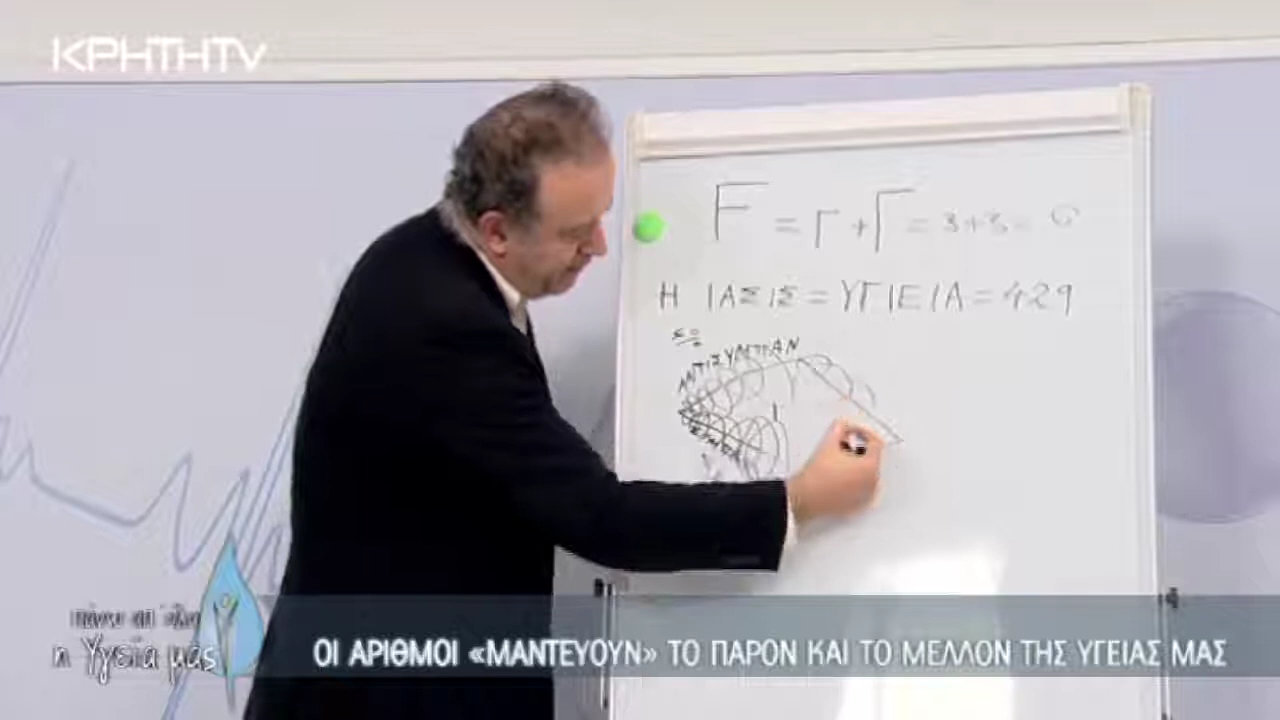 ΚΡΗΤΗTV
F = Γ + Γ = 3+3 = 6
Η ΙΑΣΙΣ = ΥΓΙΕΙΑ = 429
πάνω απ' όλα
η Υγεία μας
ΟΙ ΑΡΙΘΜΟΙ «ΜΑΝΤΕΥΟΥΝ» ΤΟ ΠΑΡΟΝ ΚΑΙ ΤΟ ΜΕΛΛΟΝ ΤΗΣ ΥΓΕΙΑΣ ΜΑΣ